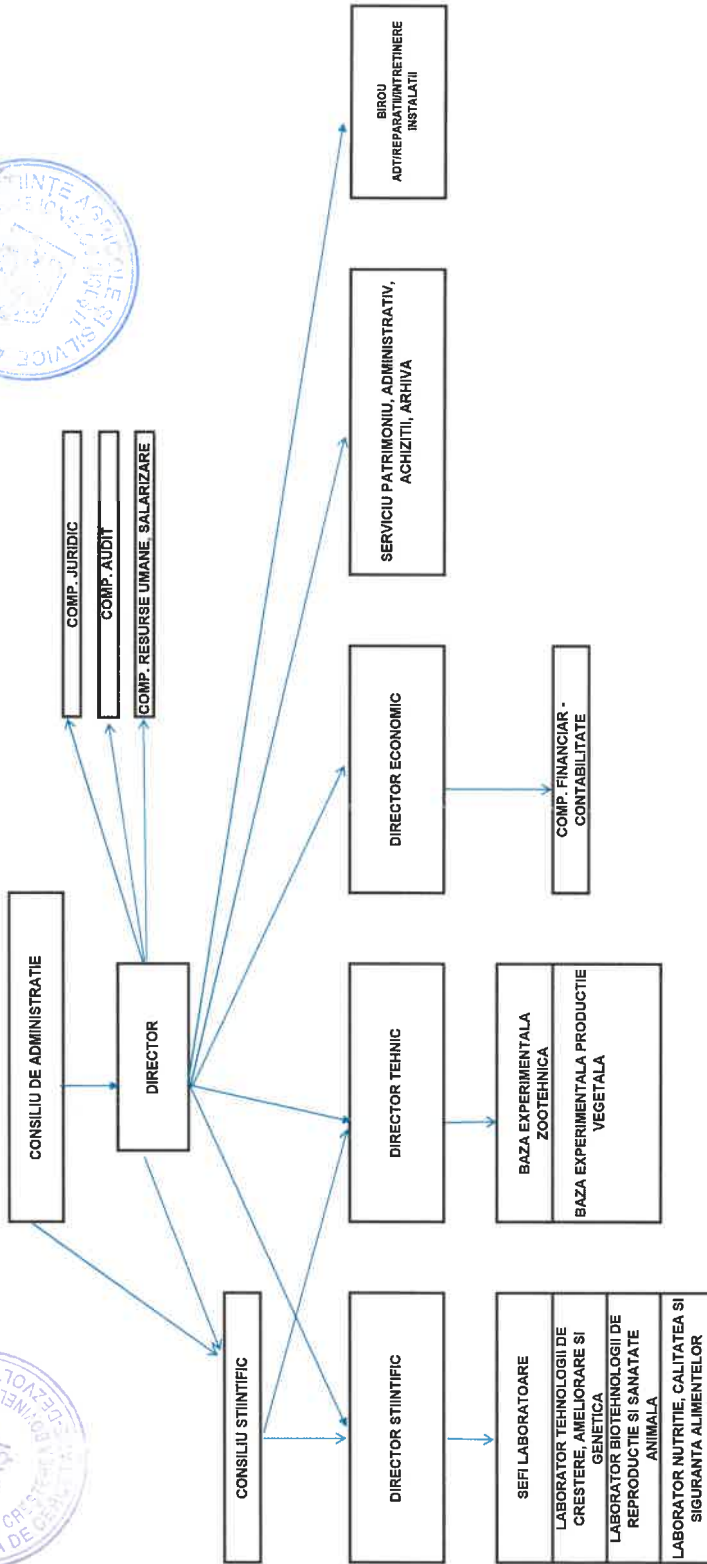 CONSILIU DE ADMINISTRATIE
COMP. JURIDIC
COMP. AUDIT
COMP. RESURSE UMANE, SALARIZARE
DIRECTOR
CONSILIU STIINTIFIC
DIRECTOR STIINTIFIC
DIRECTOR TEHNIC
DIRECTOR ECONOMIC
SERVICIU PATRIMONIU, ADMINISTRATIV,
ACHIZITII, ARHIVA
BIROU
ADT/REPARATII/INTRETINERE
INSTALATII
SEFI LABORATOARE
LABORATOR TEHNOLOGII DE
CRESTERE, AMELIORARE SI
GENETICA
LABORATOR BIOTEHNOLOGII DE
REPRODUCTIE SI SANATATE
ANIMALA
LABORATOR NUTRITIE, CALITATEA SI
SIGURANTA ALIMENTELOR
BAZA EXPERIMENTALA
ZOOTEHNICA
BAZA EXPERIMENTALA PRODUCTIE
VEGETALA
COMP. FINANCIAR -
CONTABILITATE
AGRICOLE SI SILVICE